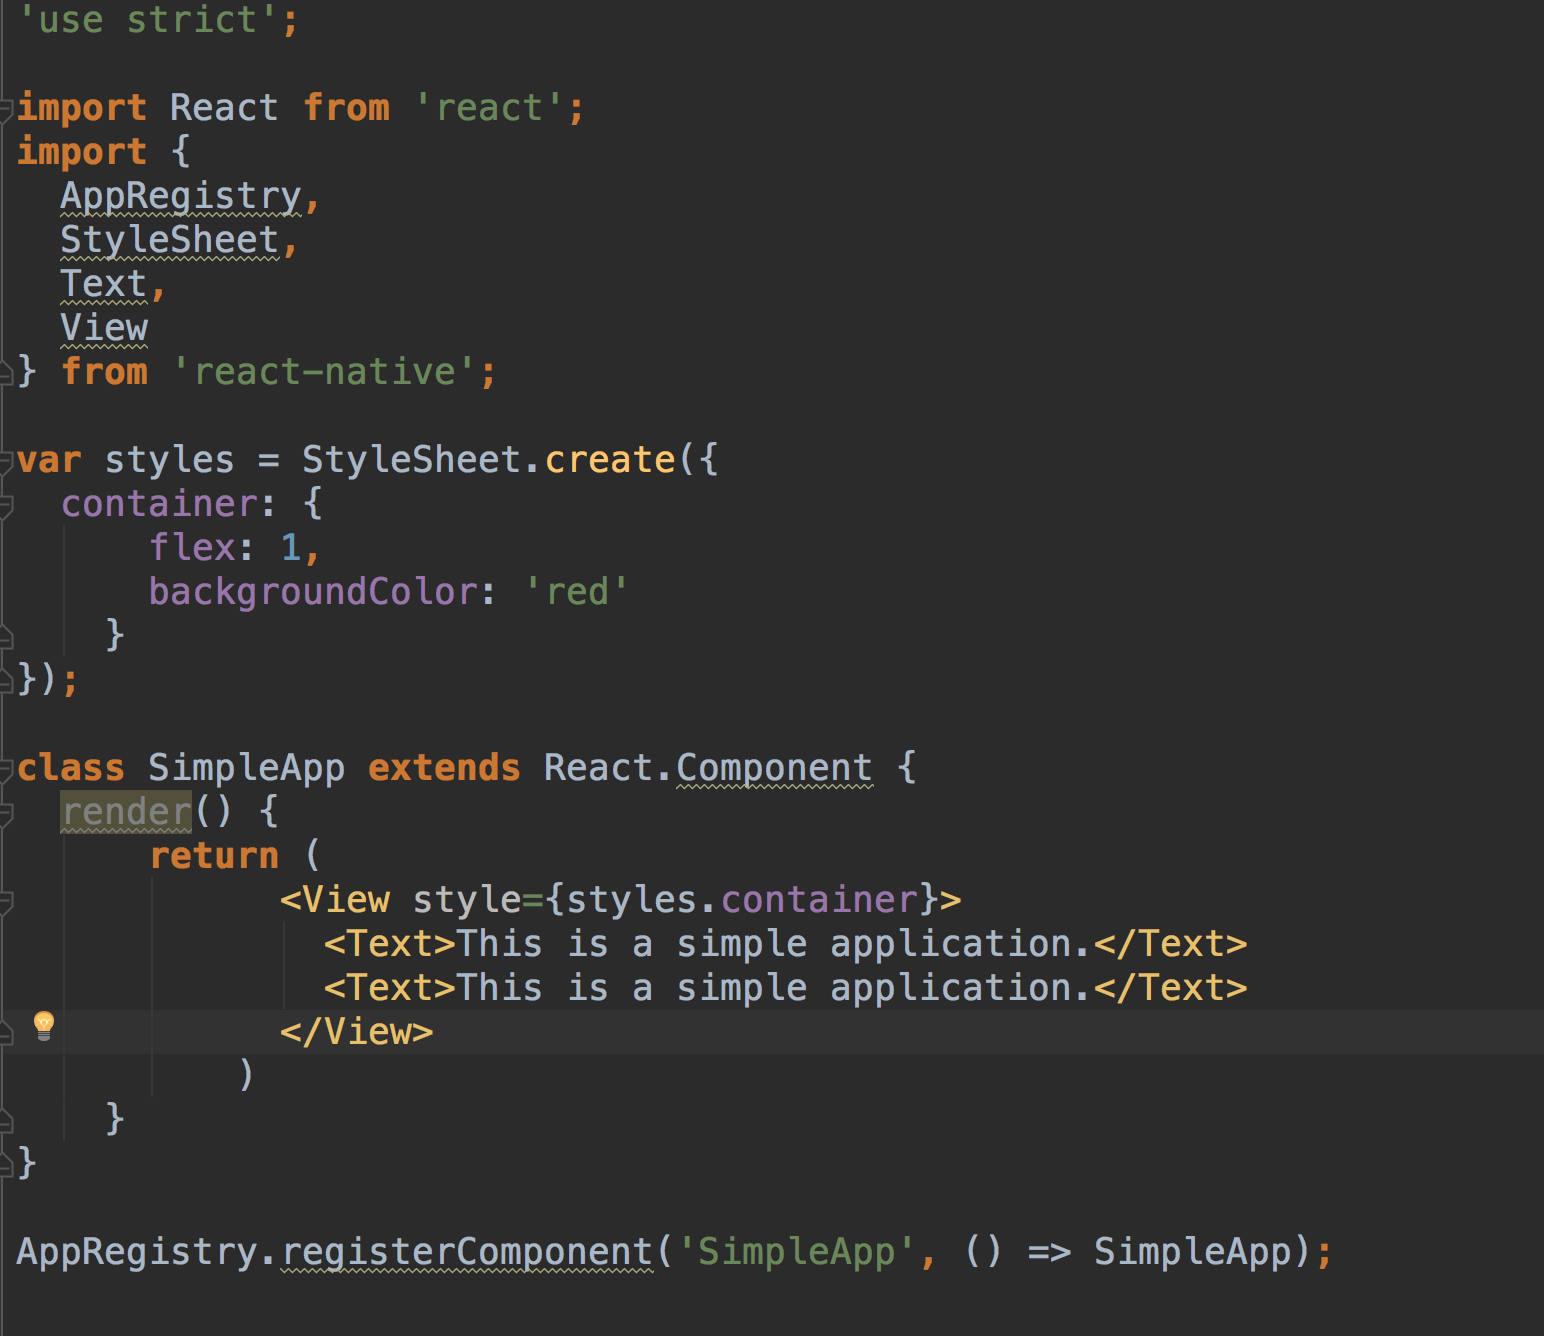 'use strict';

import React from 'react';
import {
  AppRegistry,
  StyleSheet,
  Text,
  View
} from 'react-native';

var styles = StyleSheet.create({
  container: {
      flex: 1,
      backgroundColor: 'red'
    }
});

class SimpleApp extends React.Component {
  render() {
      return (
            <View style={styles.container}>
              <Text>This is a simple application.</Text>
              <Text>This is a simple application.</Text>
            </View>
          )
    }
}

AppRegistry.registerComponent('SimpleApp', () => SimpleApp);